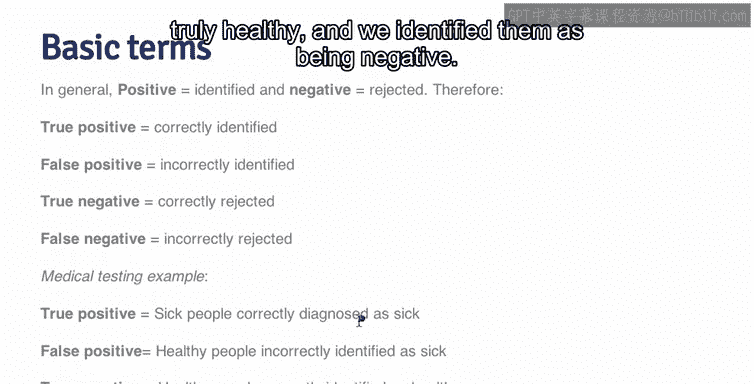 truly healthy, and we identified them as
being negative.
Basic terms
In general, Positive = identified and negative = rejected. Therefore:
True positive = correctly identified
False positive = incorrectly identified
True negative = correctly rejected
False negative = incorrectly rejected
Medical testing example:
True positive = Sick people correctly diagnosed as sick
False positive= Healthy people incorrectly identified as sick